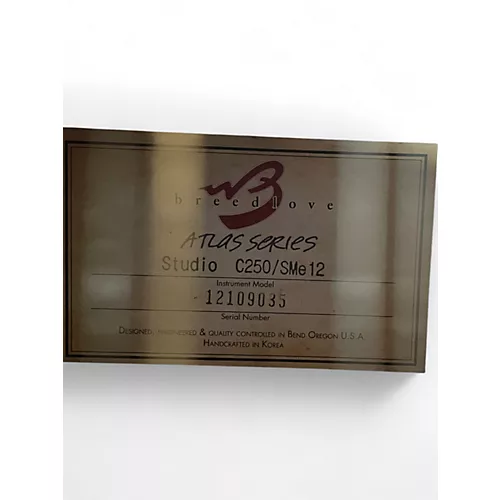 breedlove
ATLAS SERIES
Studio C250/SMe12
Instrument Model
12109035
Serial Number
DESIGNED, ENGINEERED & QUALITY CONTROLLED IN BEND OREGON U.S.A
HANDCRAFTED IN KOREA